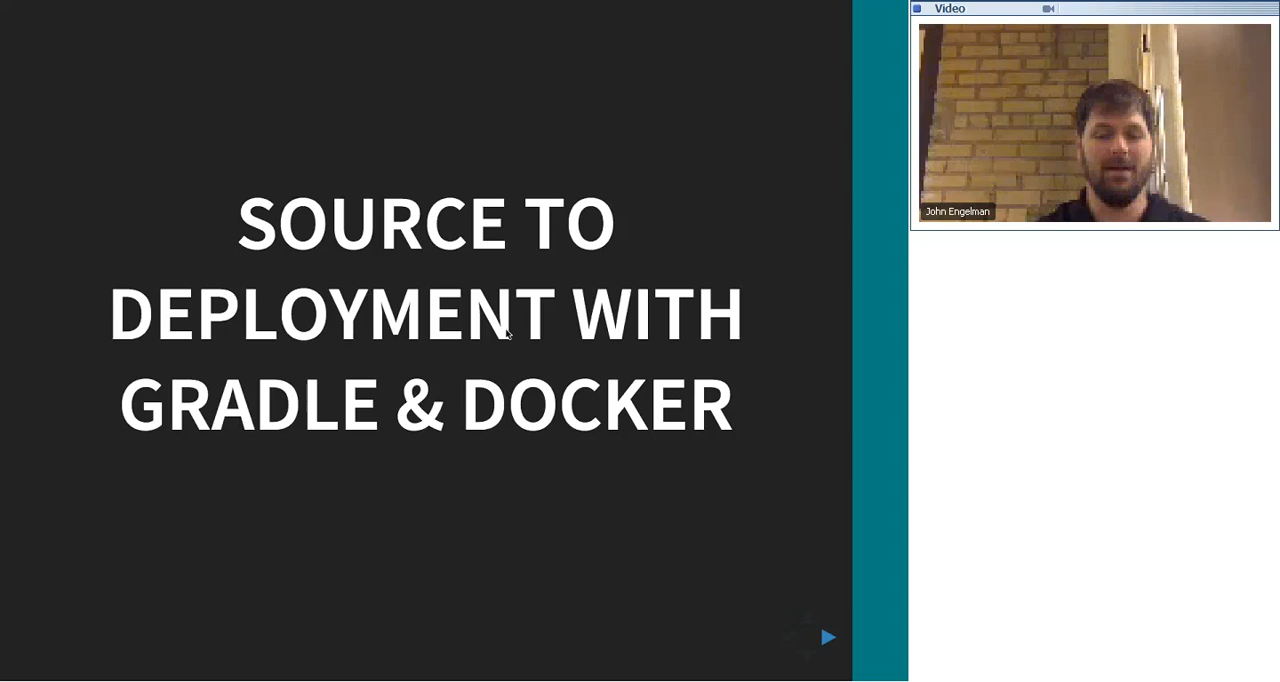 SOURCE TO
DEPLOYMENT WITH
GRADLE & DOCKER
Video
John Engelman